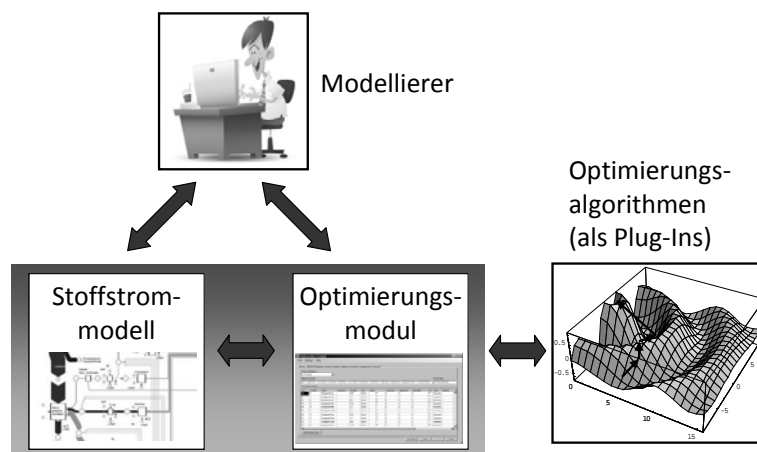 Modellierer
Optimierungs-
algorithmen
(als Plug-Ins)
Stoffstrom-
modell
Optimierungs-
modul
0.5
0
-0.5
0
5
10
15
-5
0
5